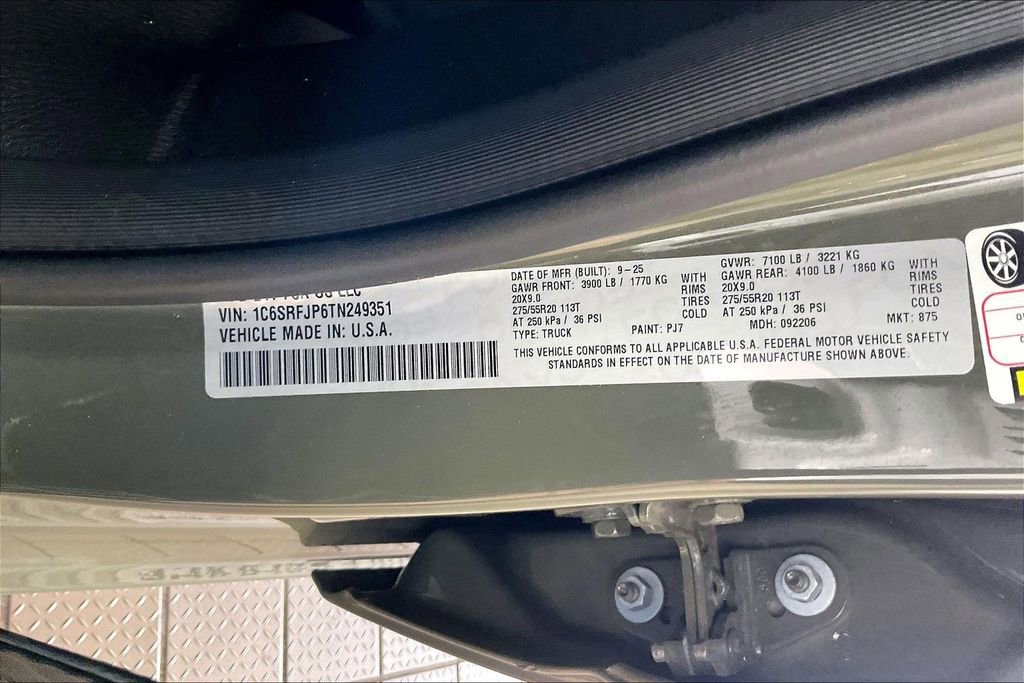 VIN: 1C6SRFJP6TN249351
VEHICLE MADE IN: U.S.A.
DATE OF MFR (BUILT): 9-25
GAWR FRONT: 3900 LB / 1770 KG WITH
20X9.0 RIMS
275/55R20 113T TIRES
AT 250 kPa / 36 PSI COLD
TYPE: TRUCK PAINT: PJ7
GVWR: 7100 LB / 3221 KG
GAWR REAR: 4100 LB / 1860 KG WITH
20X9.0 RIMS
275/55R20 113T TIRES
AT 250 kPa / 36 PSI COLD
MDH: 092206 MKT: 875
THIS VEHICLE CONFORMS TO ALL APPLICABLE U.S.A. FEDERAL MOTOR VEHICLE SAFETY
STANDARDS IN EFFECT ON THE DATE OF MANUFACTURE SHOWN ABOVE.